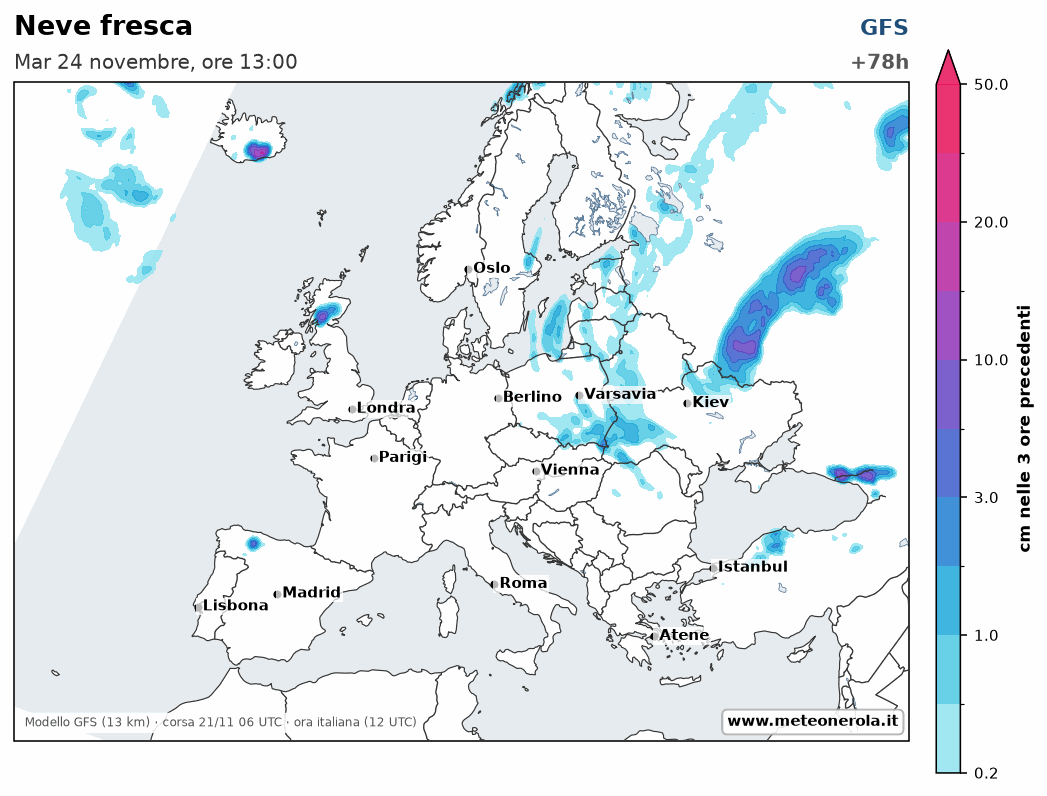 Neve fresca
GFS
Mar 24 novembre, ore 13:00
+78h
Oslo
Londra
Berlino
Varsavia
Kiev
Parigi
Vienna
Istanbul
Roma
Madrid
Lisbona
Atene
Modello GFS (13 km) · corsa 21/11 06 UTC · ora italiana (12 UTC)
www.meteonerola.it
50.0
20.0
10.0
3.0
1.0
0.2
cm nelle 3 ore precedenti